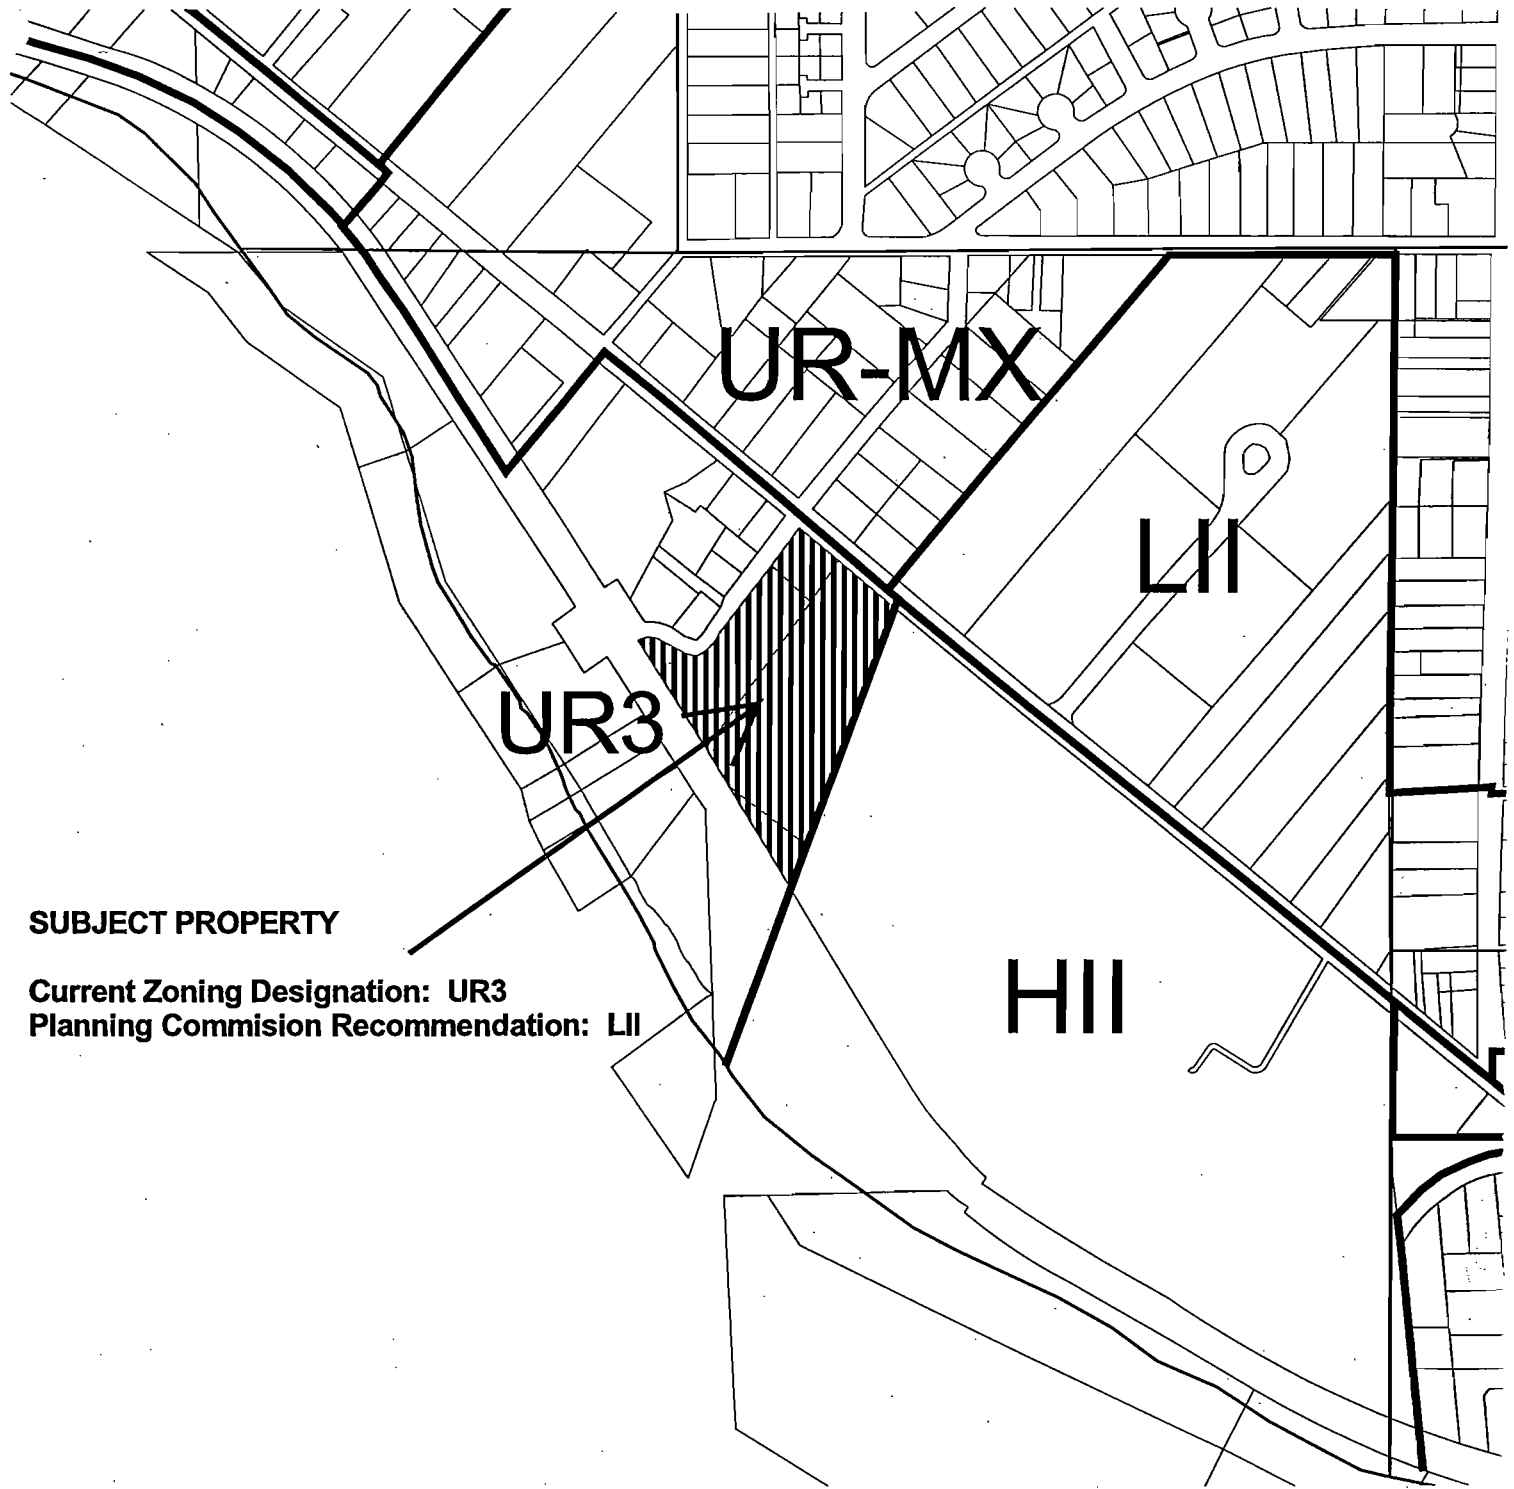 UR-MX
LII
UR3
SUBJECT PROPERTY
Current Zoning Designation: UR3
Planning Commision Recommendation: LII
HII